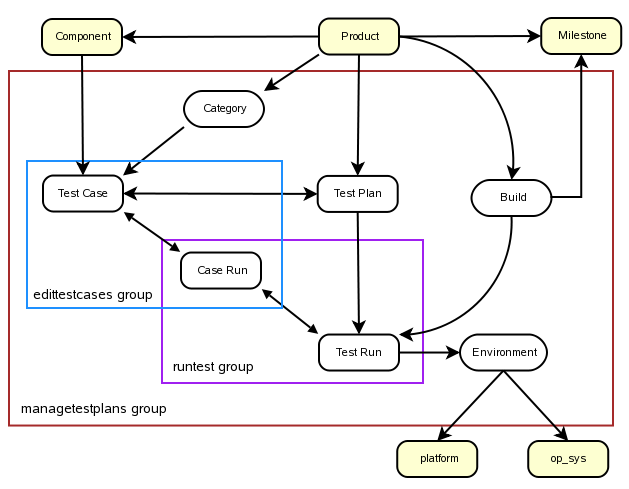 Component
Product
Milestone
Category
Test Case
Test Plan
Build
Case Run
edittestcases group
Test Run
Environment
runtest group
managetestplans group
platform
op_sys